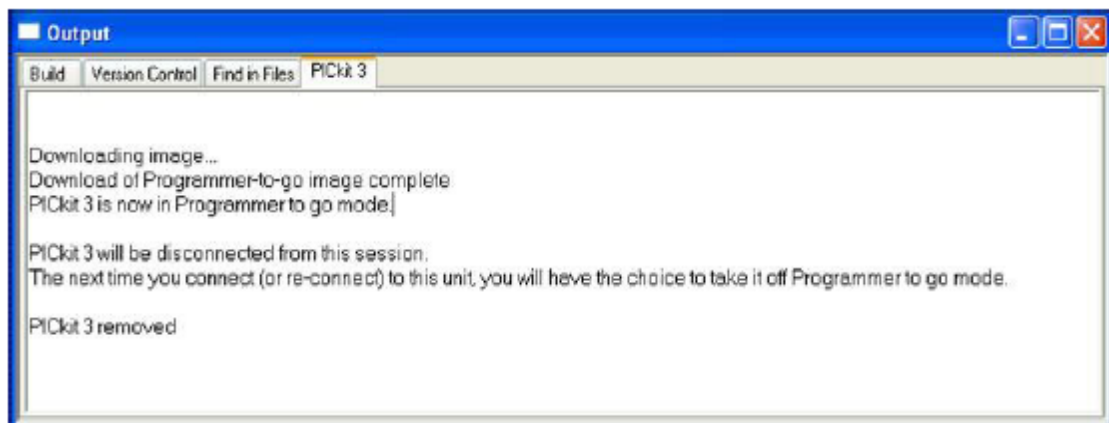 Output
Build Version Control Find in Files PICkit 3
Downloading image...
Download of Programmer-to-go image complete
PICkit 3 is now in Programmer to go mode.
PICkit 3 will be disconnected from this session.
The next time you connect (or re-connect) to this unit, you will have the choice to take it off Programmer to go mode.
PICkit 3 removed